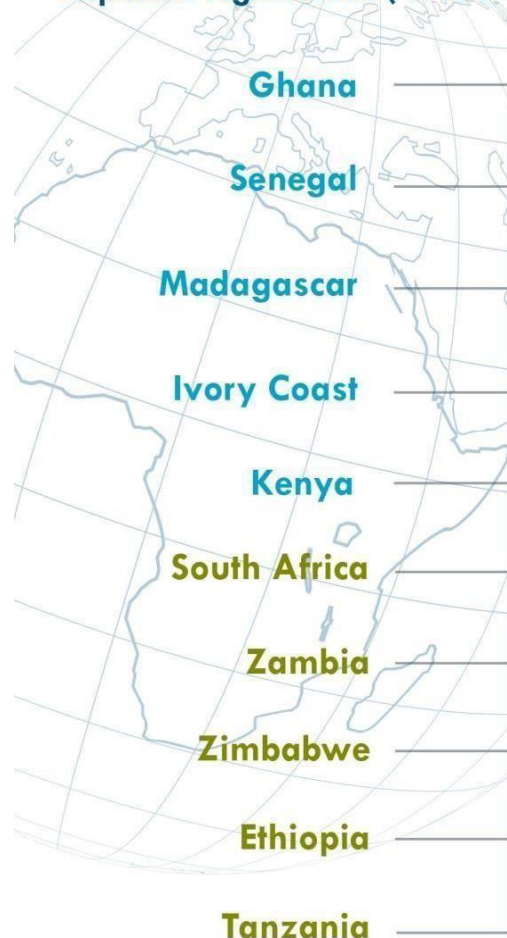 Ghana
Senegal
Madagascar
Ivory Coast
Kenya
South Africa
Zambia
Zimbabwe
Ethiopia
Tanzania